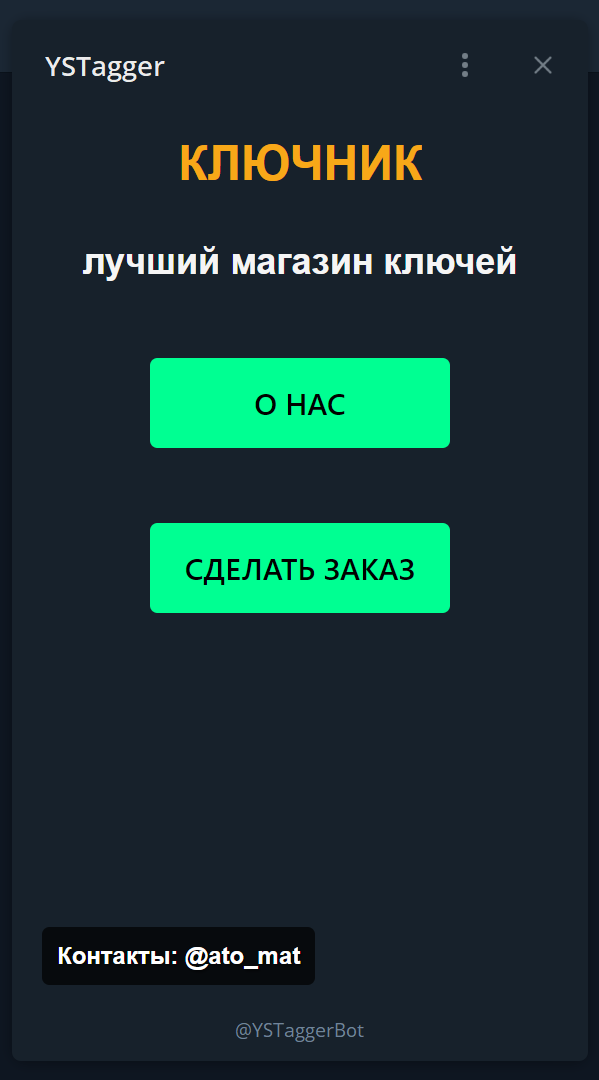 YSTagger
КЛЮЧНИК
лучший магазин ключей
О НАС
СДЕЛАТЬ ЗАКАЗ
Контакты: @ato_mat
@YSTaggerBot